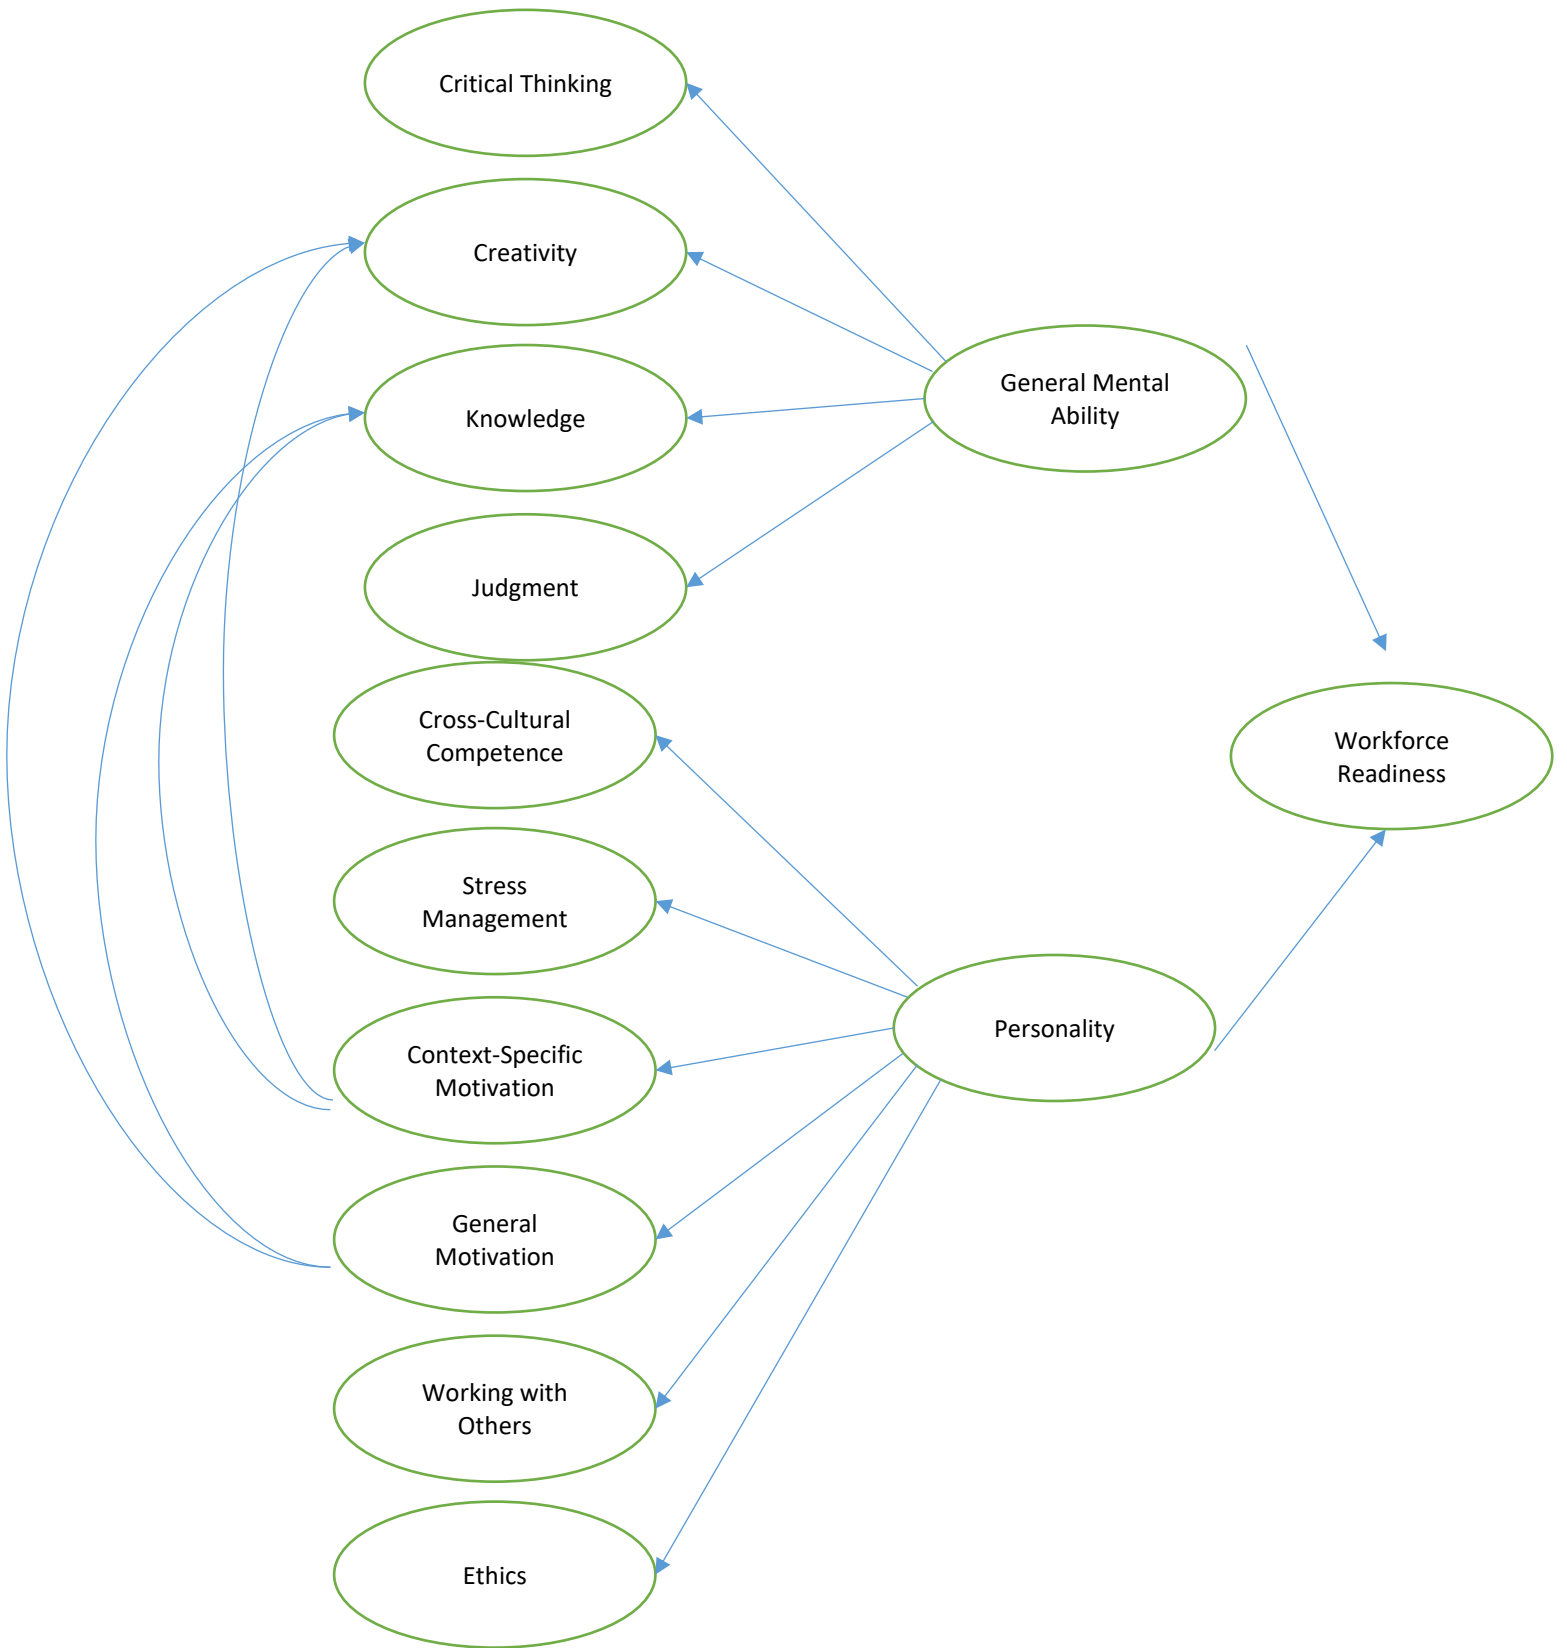 Critical Thinking
Creativity
Knowledge
Judgment
Cross-Cultural
Competence
Stress
Management
Context-Specific
Motivation
General
Motivation
Working with
Others
Ethics
General Mental
Ability
Personality
Workforce
Readiness